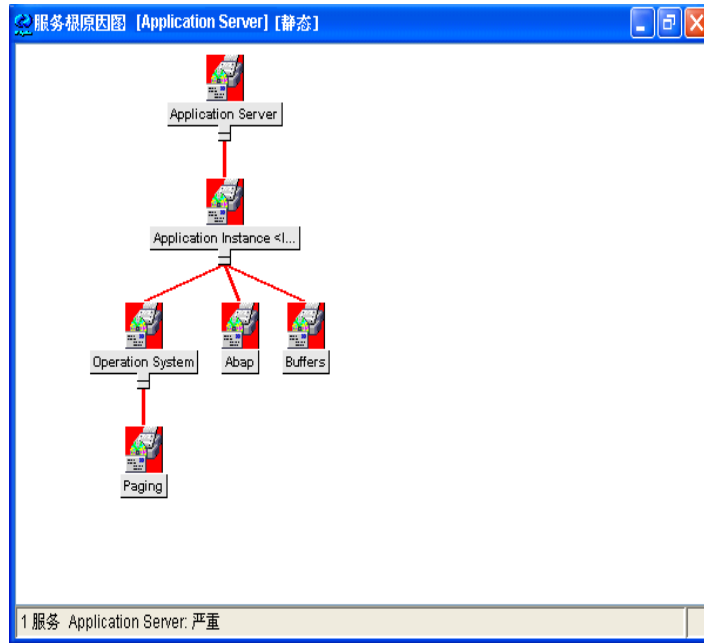 服务根原因图 [Application Server] [静态]
Application Server
Application Instance <I...
Operation System
Abap
Buffers
Paging
1 服务 Application Server: 严重